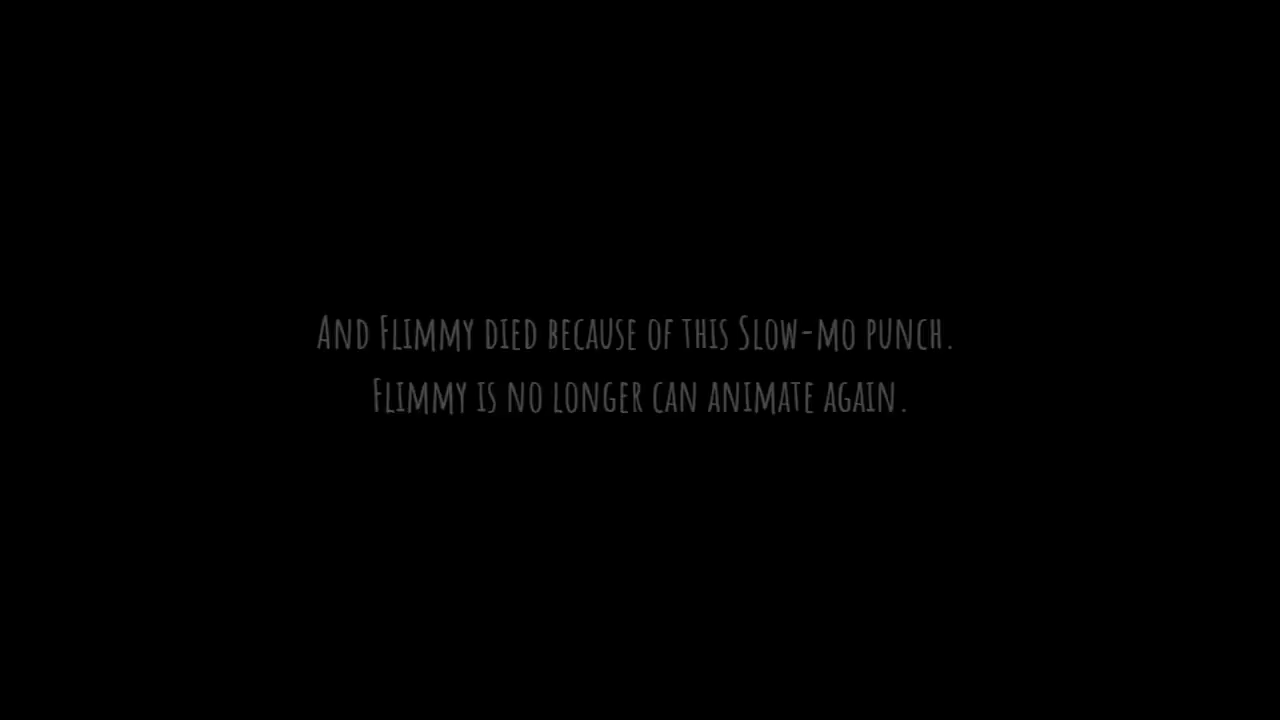 And Flimmy died because of this Slow-mo punch.
Flimmy is no longer can animate again.